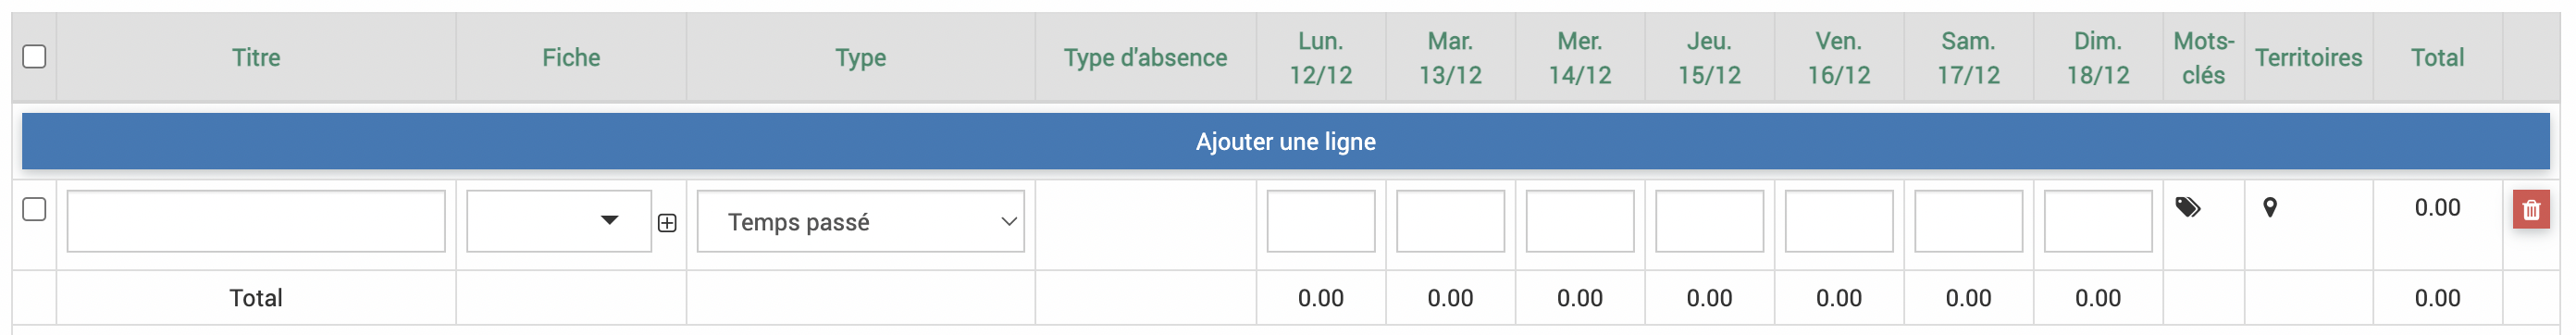 Titre Fiche Type Type d'absence Lun. 12/12 Mar. 13/12 Mer. 14/12 Jeu. 15/12 Ven. 16/12 Sam. 17/12 Dim. 18/12 Mots-clés Territoires Total
Ajouter une ligne
Temps passé 0.00
Total 0.00 0.00 0.00 0.00 0.00 0.00 0.00 0.00